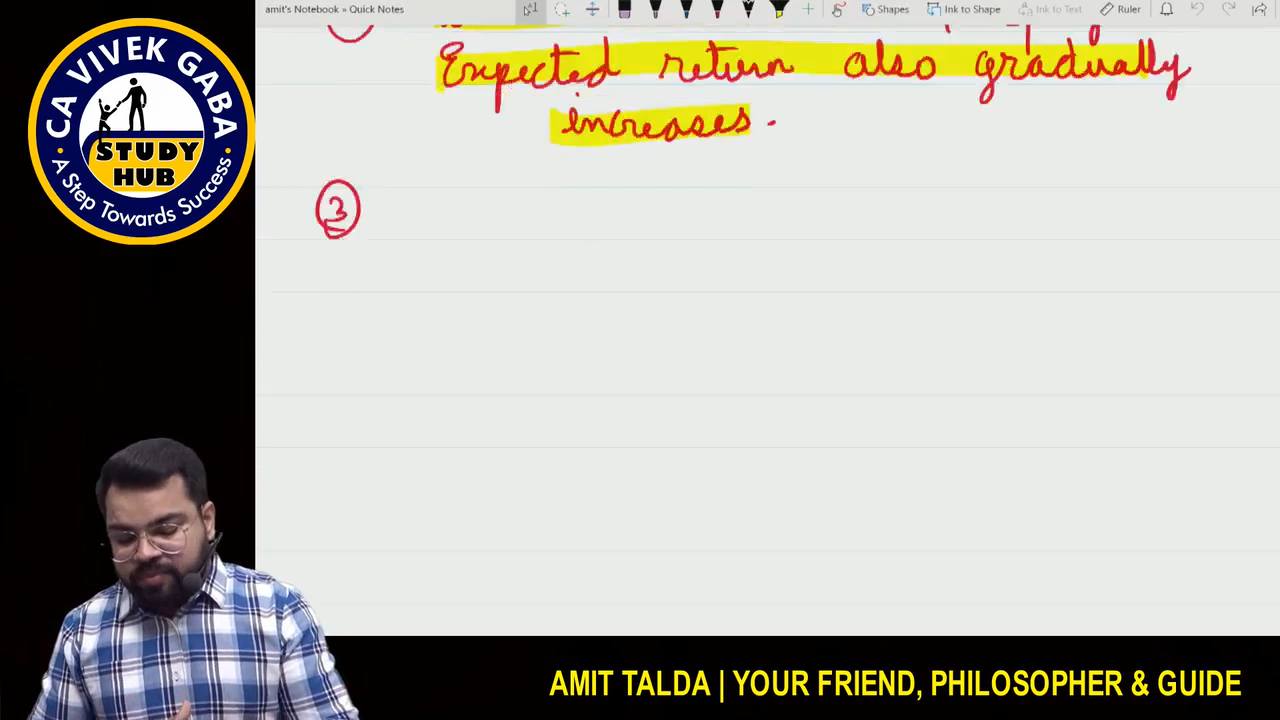 amit's Notebook » Quick Notes
Shapes
Ink to Shape
Ink to Text
Ruler
Expected return also gradually
increases.
3
CA VIVEK GABA
STUDY
HUB
A Step Towards Success
AMIT TALDA | YOUR FRIEND, PHILOSOPHER & GUIDE